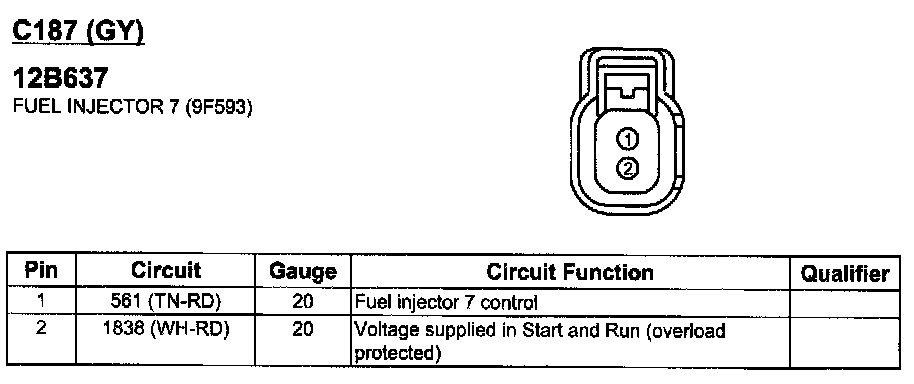 C187 (GY)
12B637
FUEL INJECTOR 7 (9F593)
1
2
Pin Circuit Gauge Circuit Function Qualifier
1 561 (TN-RD) 20 Fuel injector 7 control
2 1838 (WH-RD) 20 Voltage supplied in Start and Run (overload
protected)